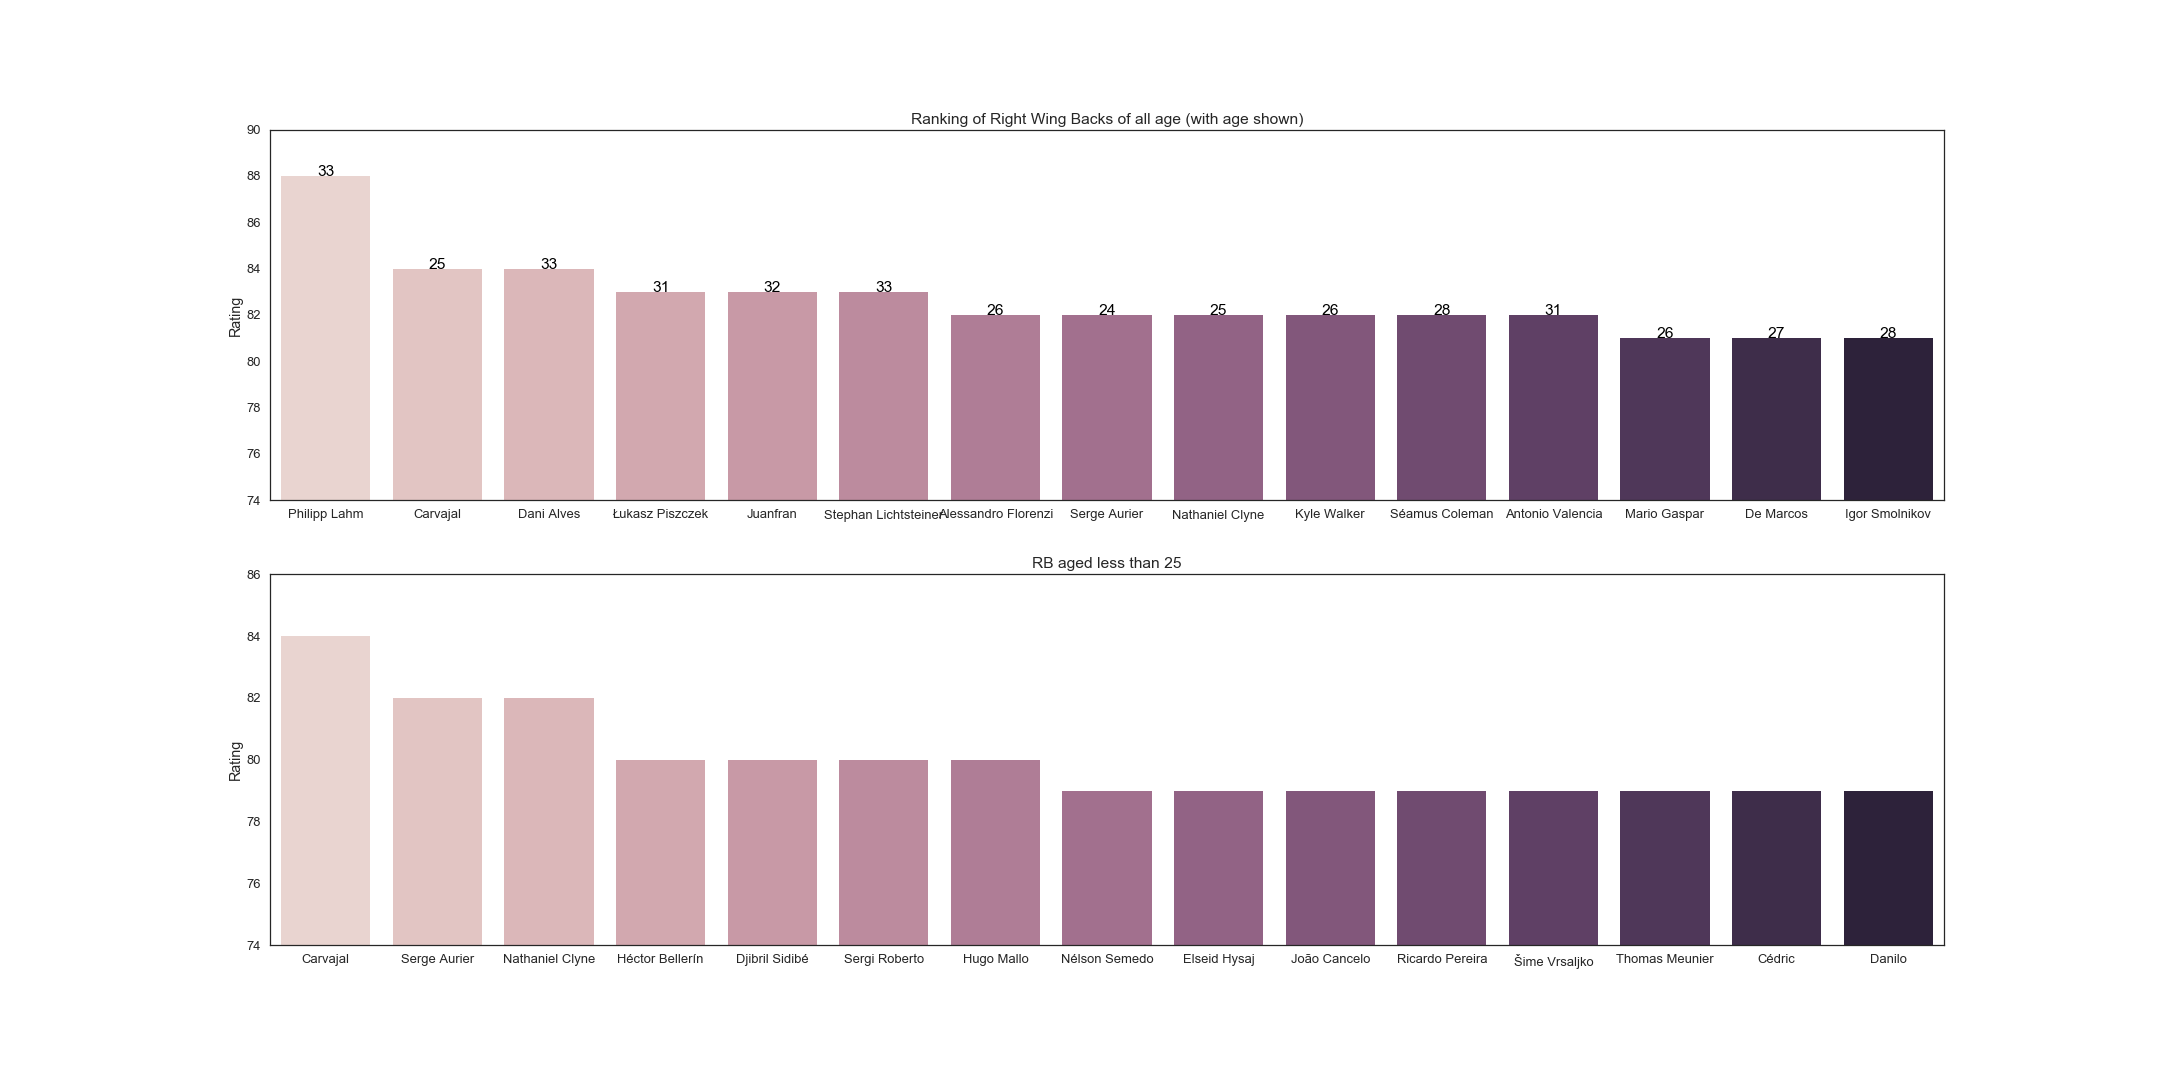 Ranking of Right Wing Backs of all age (with age shown)
90
88
86
84
82
80
78
76
74
Rating
33 25 33 31 32 33 26 24 25 26 28 31 26 27 28
Philipp Lahm Carvajal Dani Alves Łukasz Piszczek Juanfran Stephan Lichtsteiner Alessandro Florenzi Serge Aurier Nathaniel Clyne Kyle Walker Séamus Coleman Antonio Valencia Mario Gaspar De Marcos Igor Smolnikov
RB aged less than 25
86
84
82
80
78
76
74
Rating
Carvajal Serge Aurier Nathaniel Clyne Héctor Bellerín Djibril Sidibé Sergi Roberto Hugo Mallo Nélson Semedo Elseid Hysaj João Cancelo Ricardo Pereira Šime Vrsaljko Thomas Meunier Cédric Danilo